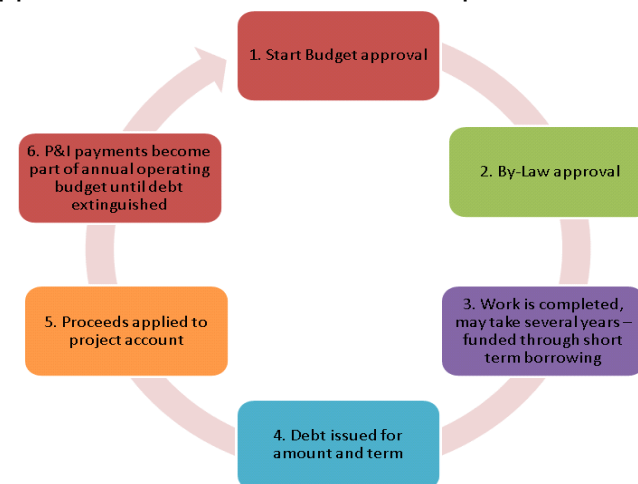 1. Start Budget approval
2. By-Law approval
3. Work is completed,
may take several years –
funded through short
term borrowing
4. Debt issued for
amount and term
5. Proceeds applied to
project account
6. P&I payments become
part of annual operating
budget until debt
extinguished